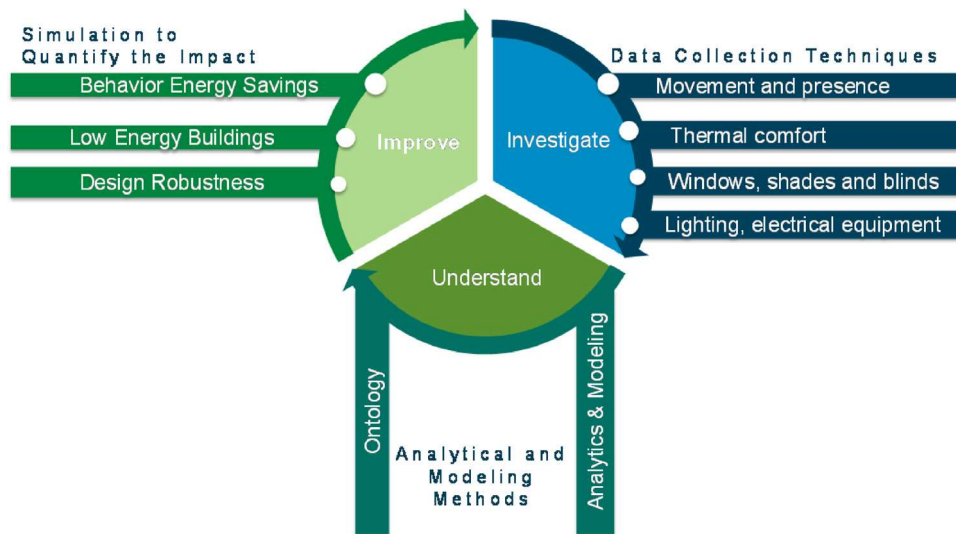 Simulation to
Quantify the Impact
Behavior Energy Savings
Low Energy Buildings
Design Robustness
Improve
Investigate
Understand
Data Collection Techniques
Movement and presence
Thermal comfort
Windows, shades and blinds
Lighting, electrical equipment
Ontology
Analytical and
Modeling
Methods
Analytics & Modeling